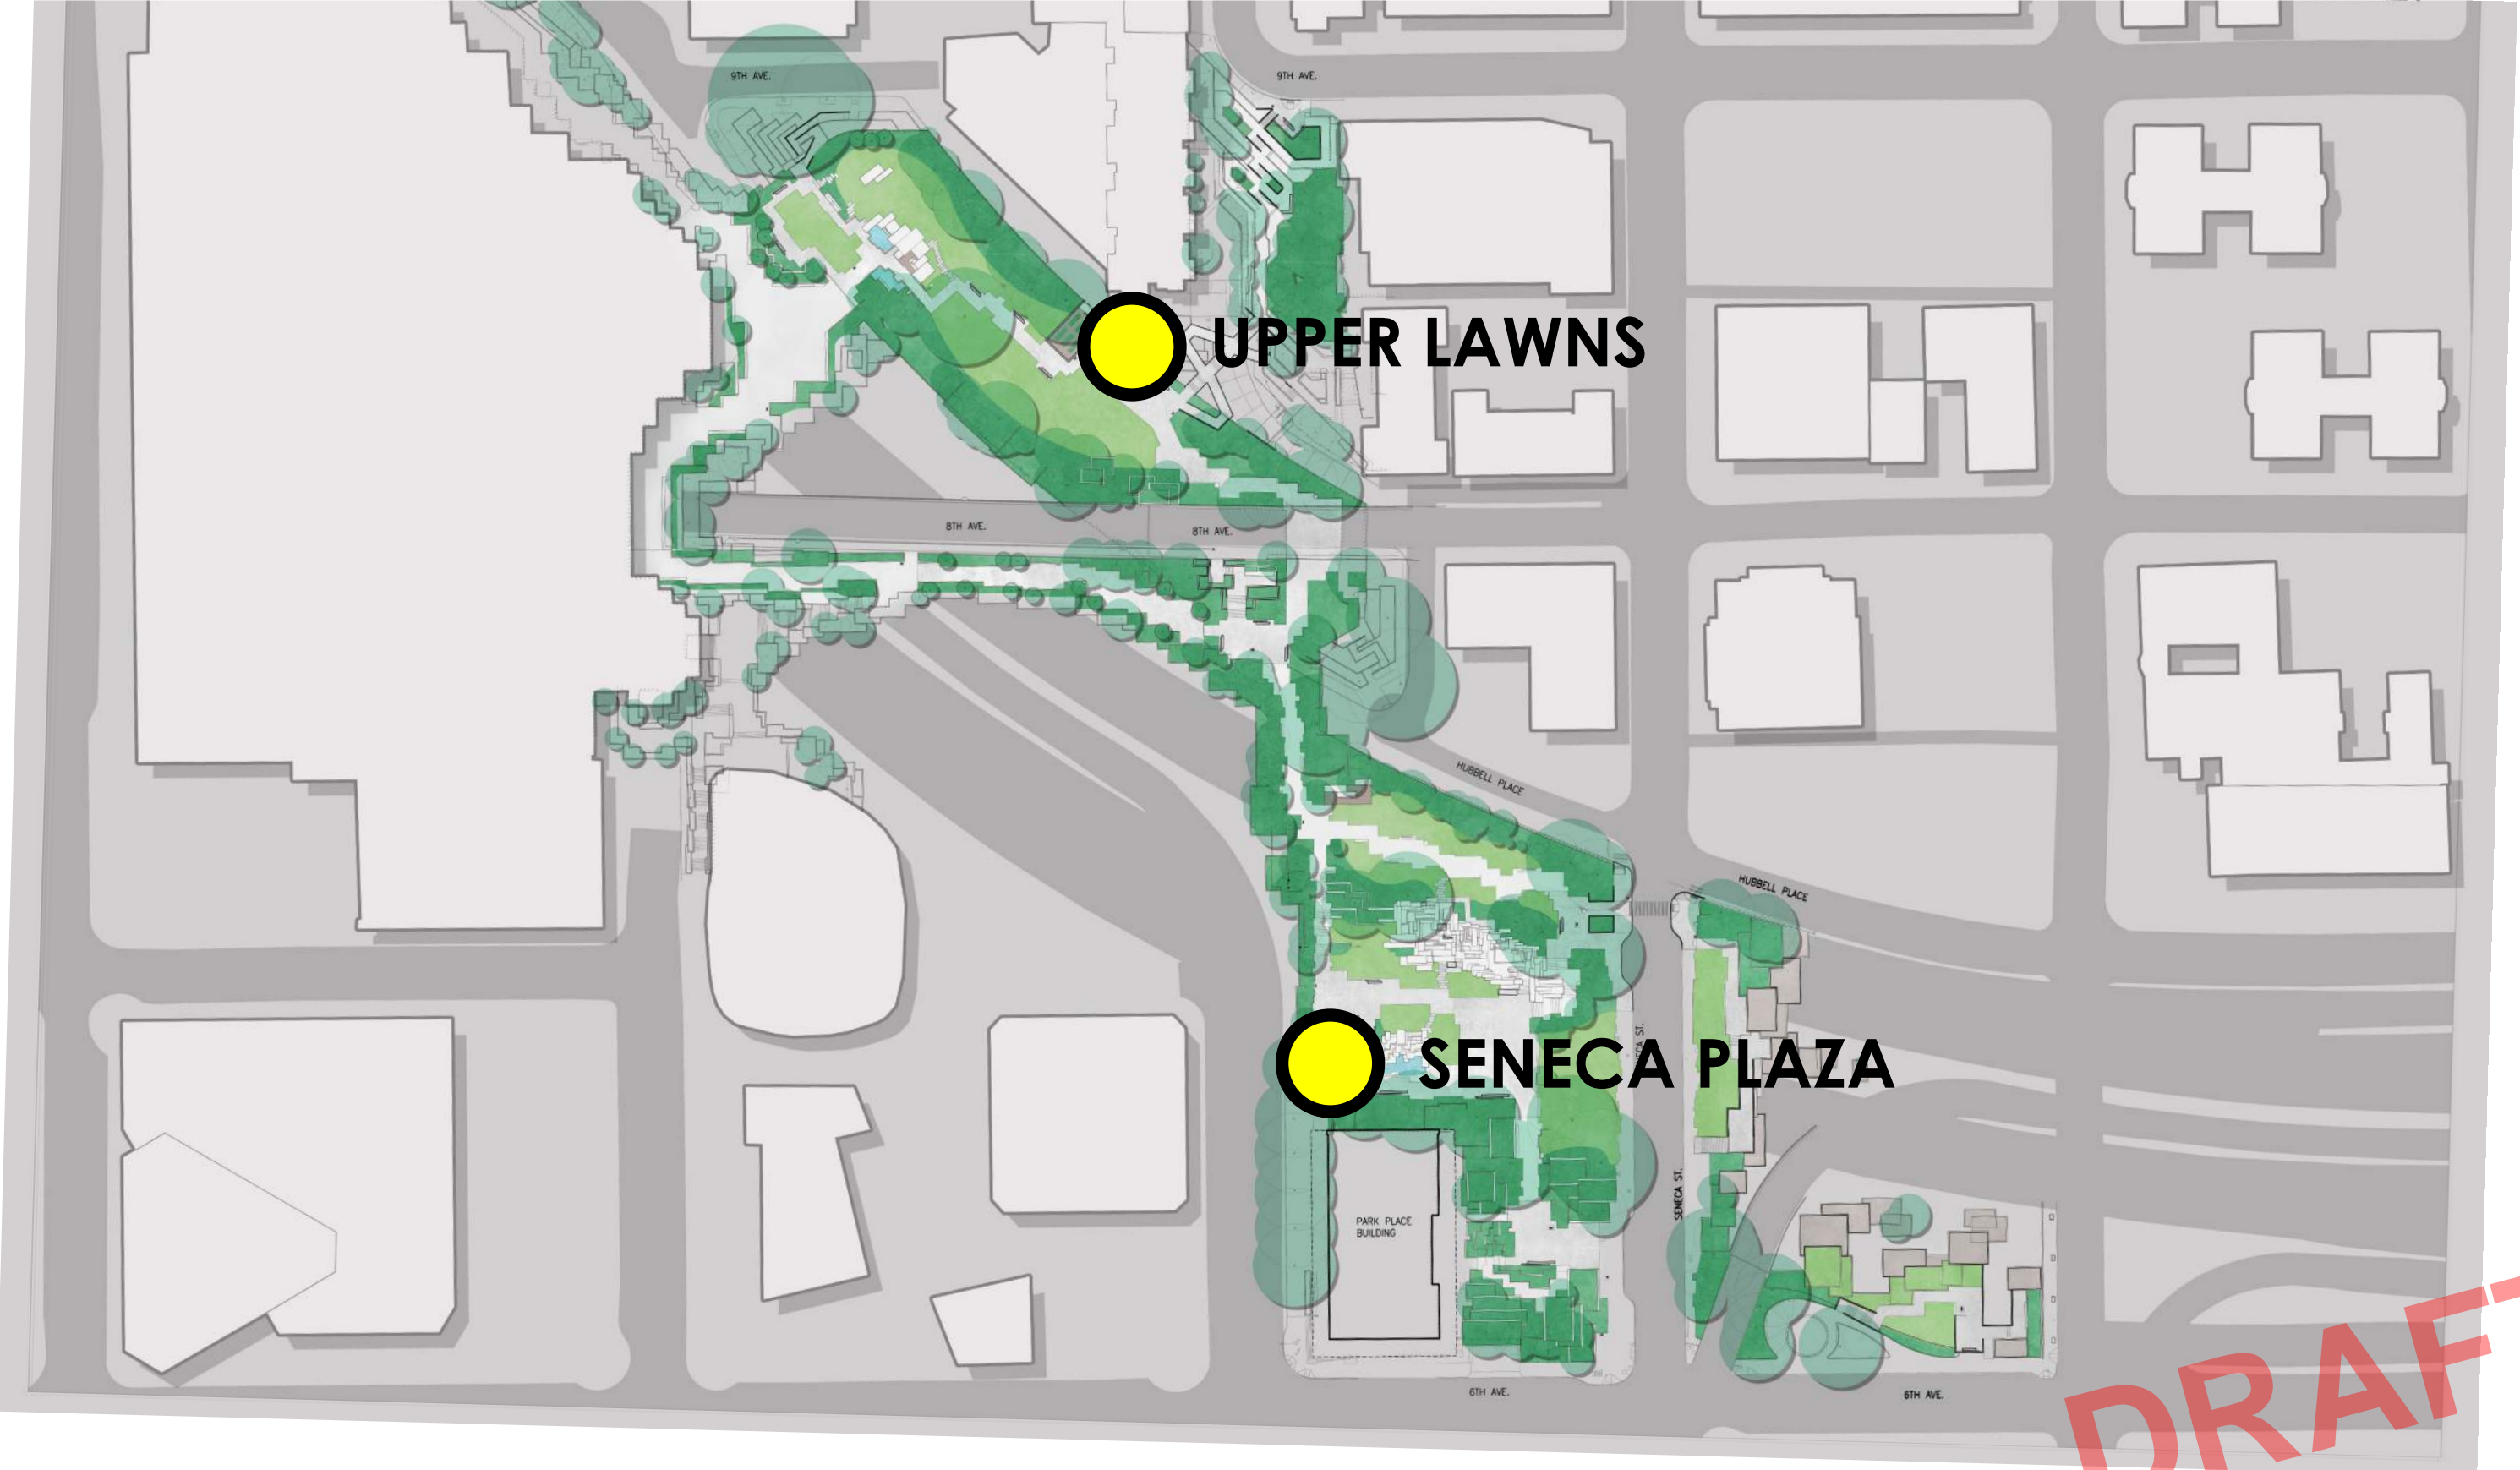 9TH AVE.
9TH AVE.
UPPER LAWNS
8TH AVE.
8TH AVE.
HUBBELL PLACE
HUBBELL PLACE
SENECA PLAZA
SENECA ST.
PARK PLACE
BUILDING
6TH AVE.
6TH AVE.
DRAFT